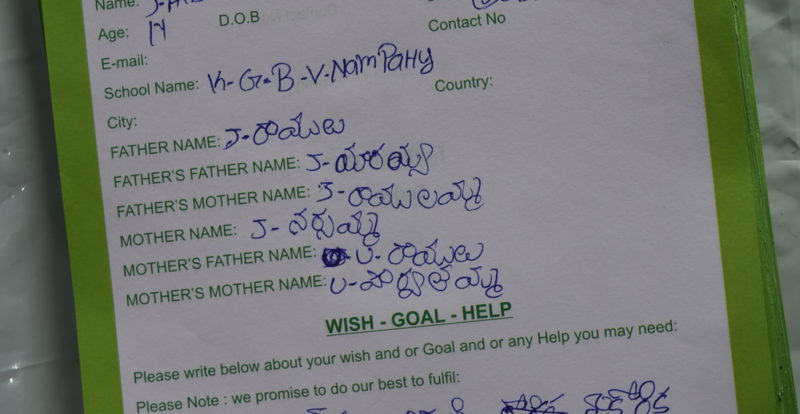 Name: J-
Age: 14 D.O.B Contact No
E-mail:
School Name: K-G-B-V-Nampally
City: Country:
FATHER NAME: J-రాములు
FATHER'S FATHER NAME: J-
FATHER'S MOTHER NAME: J-రాములమ్మ
MOTHER NAME: J-నర్సమ్మ
MOTHER'S FATHER NAME: U-రాములు
MOTHER'S MOTHER NAME: U-
WISH - GOAL - HELP
Please write below about your wish and or Goal and or any Help you may need:
Please Note : we promise to do our best to fulfil: